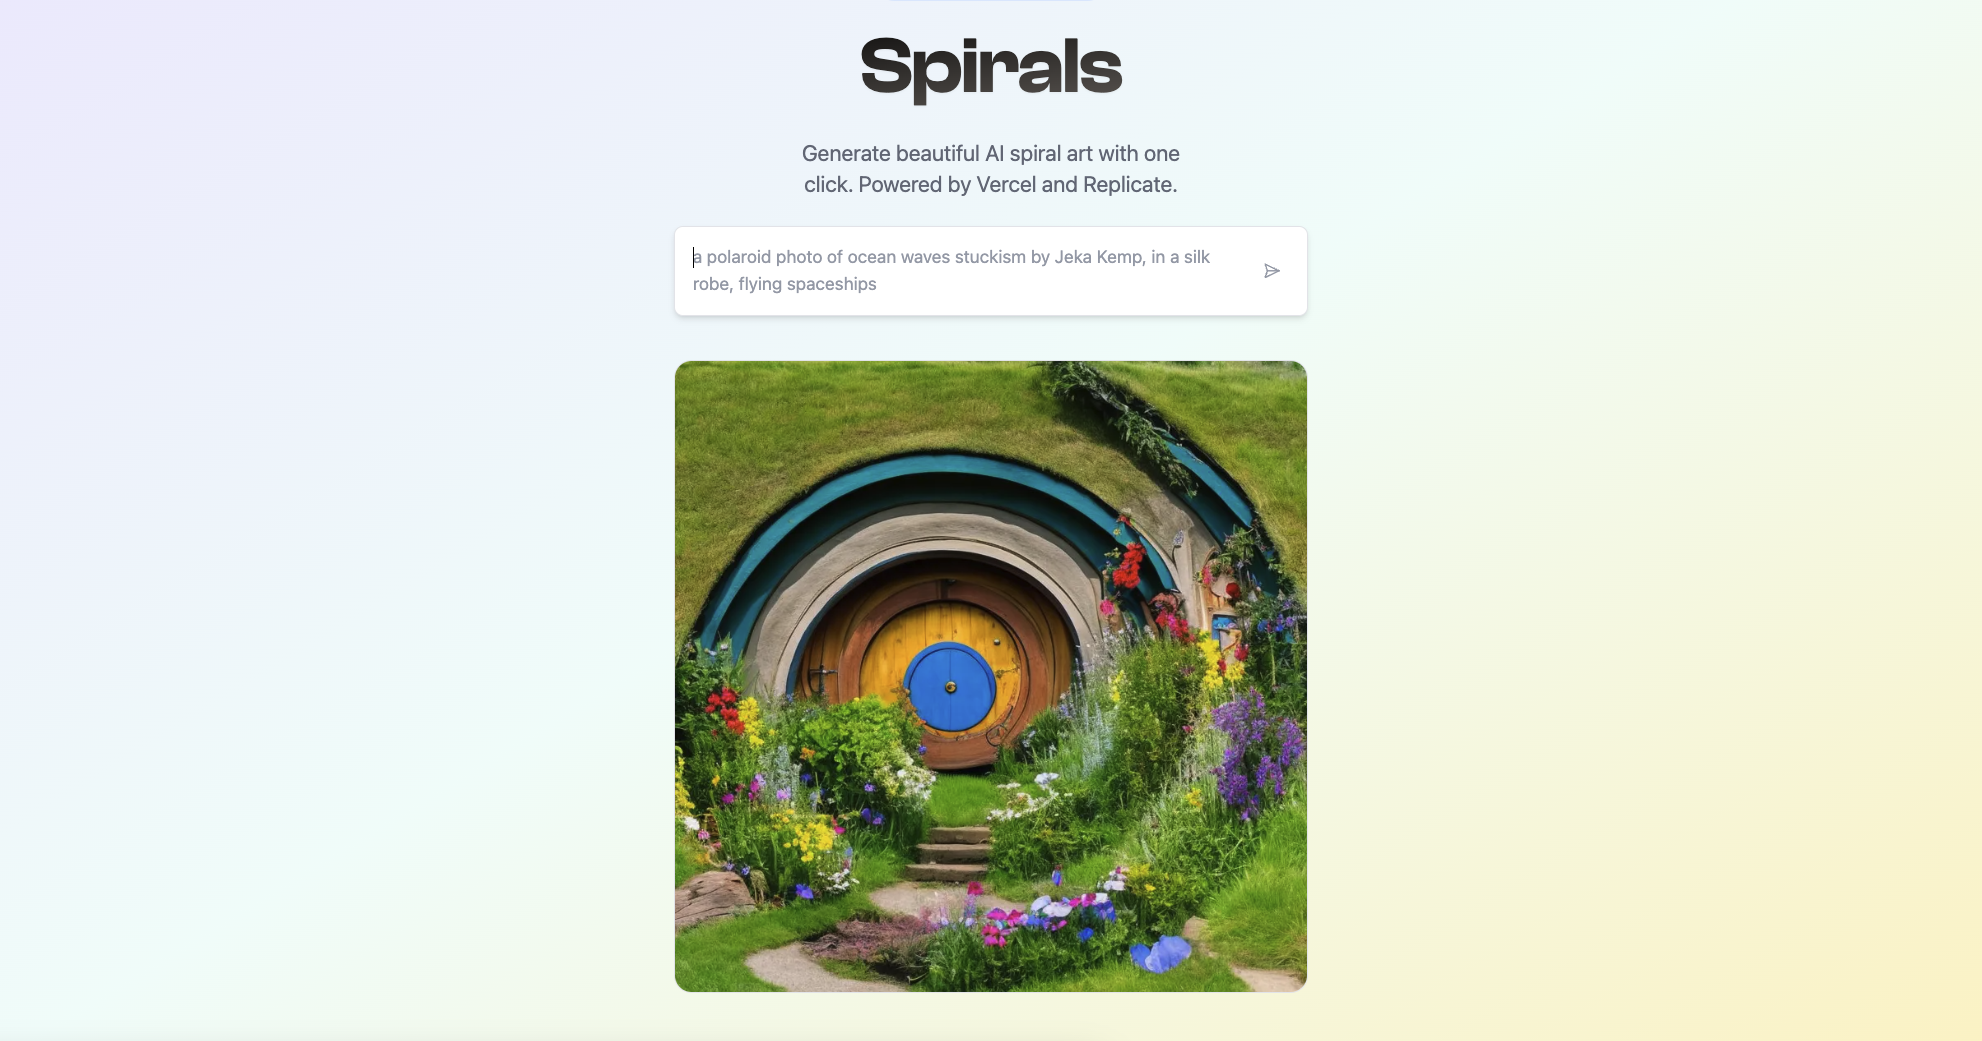 Spirals
Generate beautiful AI spiral art with one
click. Powered by Vercel and Replicate.
a polaroid photo of ocean waves stuckism by Jeka Kemp, in a silk
robe, flying spaceships